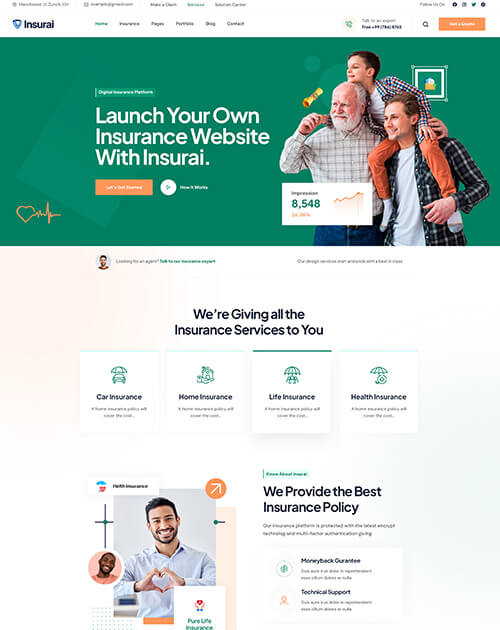 Manchester 21 Zurich, CH
example@gmail.com
Make a Claim
Services
Solution Center
Follow Us On
Insurai
Home
Insurance
Pages
Portfolio
Blog
Contact
Talk to an expert
Free +99 (786) 8765
Get a Quote
Digital Insurance Platform
Launch Your Own
Insurance Website
With Insurai.
Let's Get Started
How It Works
Impression
8,548
Looking for an agent? Talk to our insurance expert
Our design services start and ends with a best in class
We're Giving all the
Insurance Services to You
Car Insurance
A home insurance policy will
cover the cost...
Home Insurance
A home insurance policy will
cover the cost...
Life Insurance
A home insurance policy will
cover the cost...
Health Insurance
A home insurance policy will
cover the cost...
Helth Insurance
Pure Life
Insurance
Know About Insurai
We Provide the Best
Insurance Policy
Our insurance platform is protected with the latest encrypt
technolog and multi-factor authentication giving
Moneyback Gurantee
Duis aute irure dolor in reprehenderit
esse cillum dolore eu nulla
Technical Support
Duis aute irure dolor in reprehenderit
esse cillum dolore eu nulla